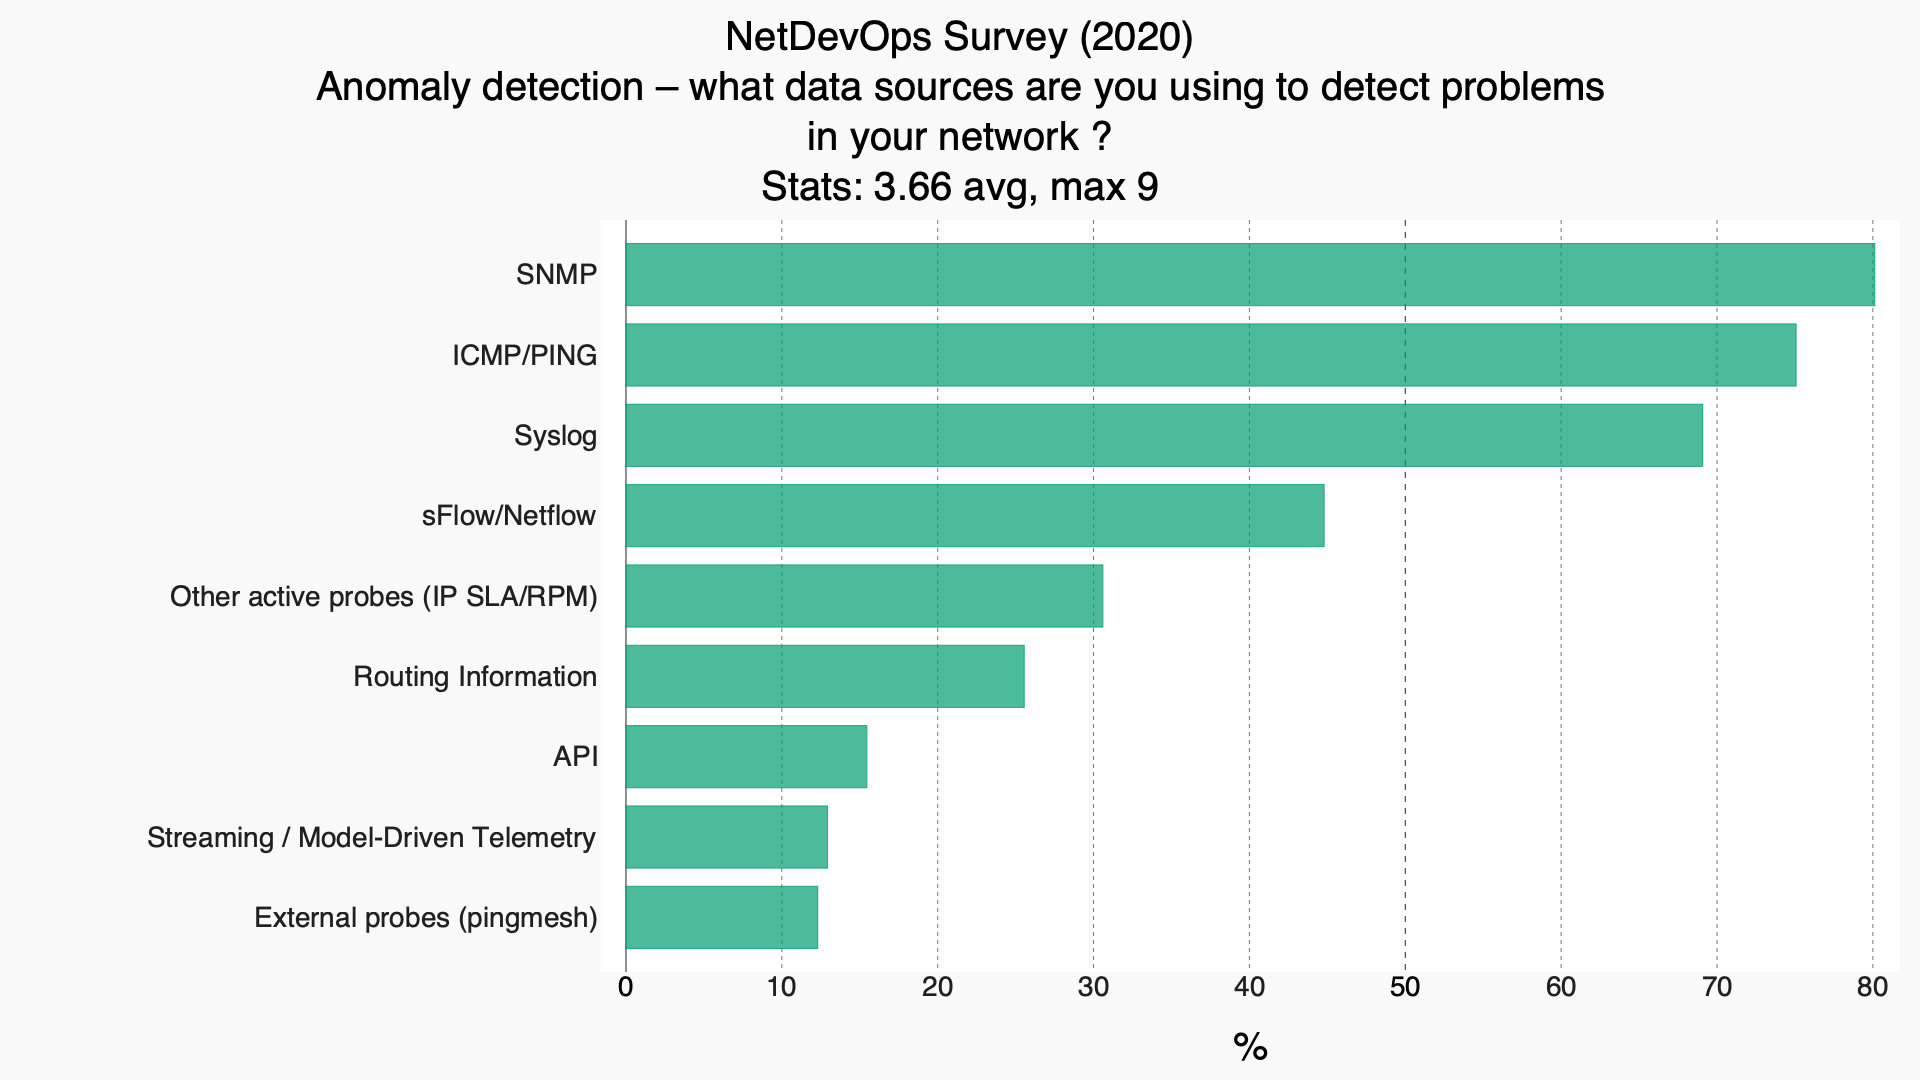 NetDevOps Survey (2020)
Anomaly detection – what data sources are you using to detect problems
in your network ?
Stats: 3.66 avg, max 9
SNMP
ICMP/PING
Syslog
sFlow/Netflow
Other active probes (IP SLA/RPM)
Routing Information
API
Streaming / Model-Driven Telemetry
External probes (pingmesh)
0 10 20 30 40 50 60 70 80
%